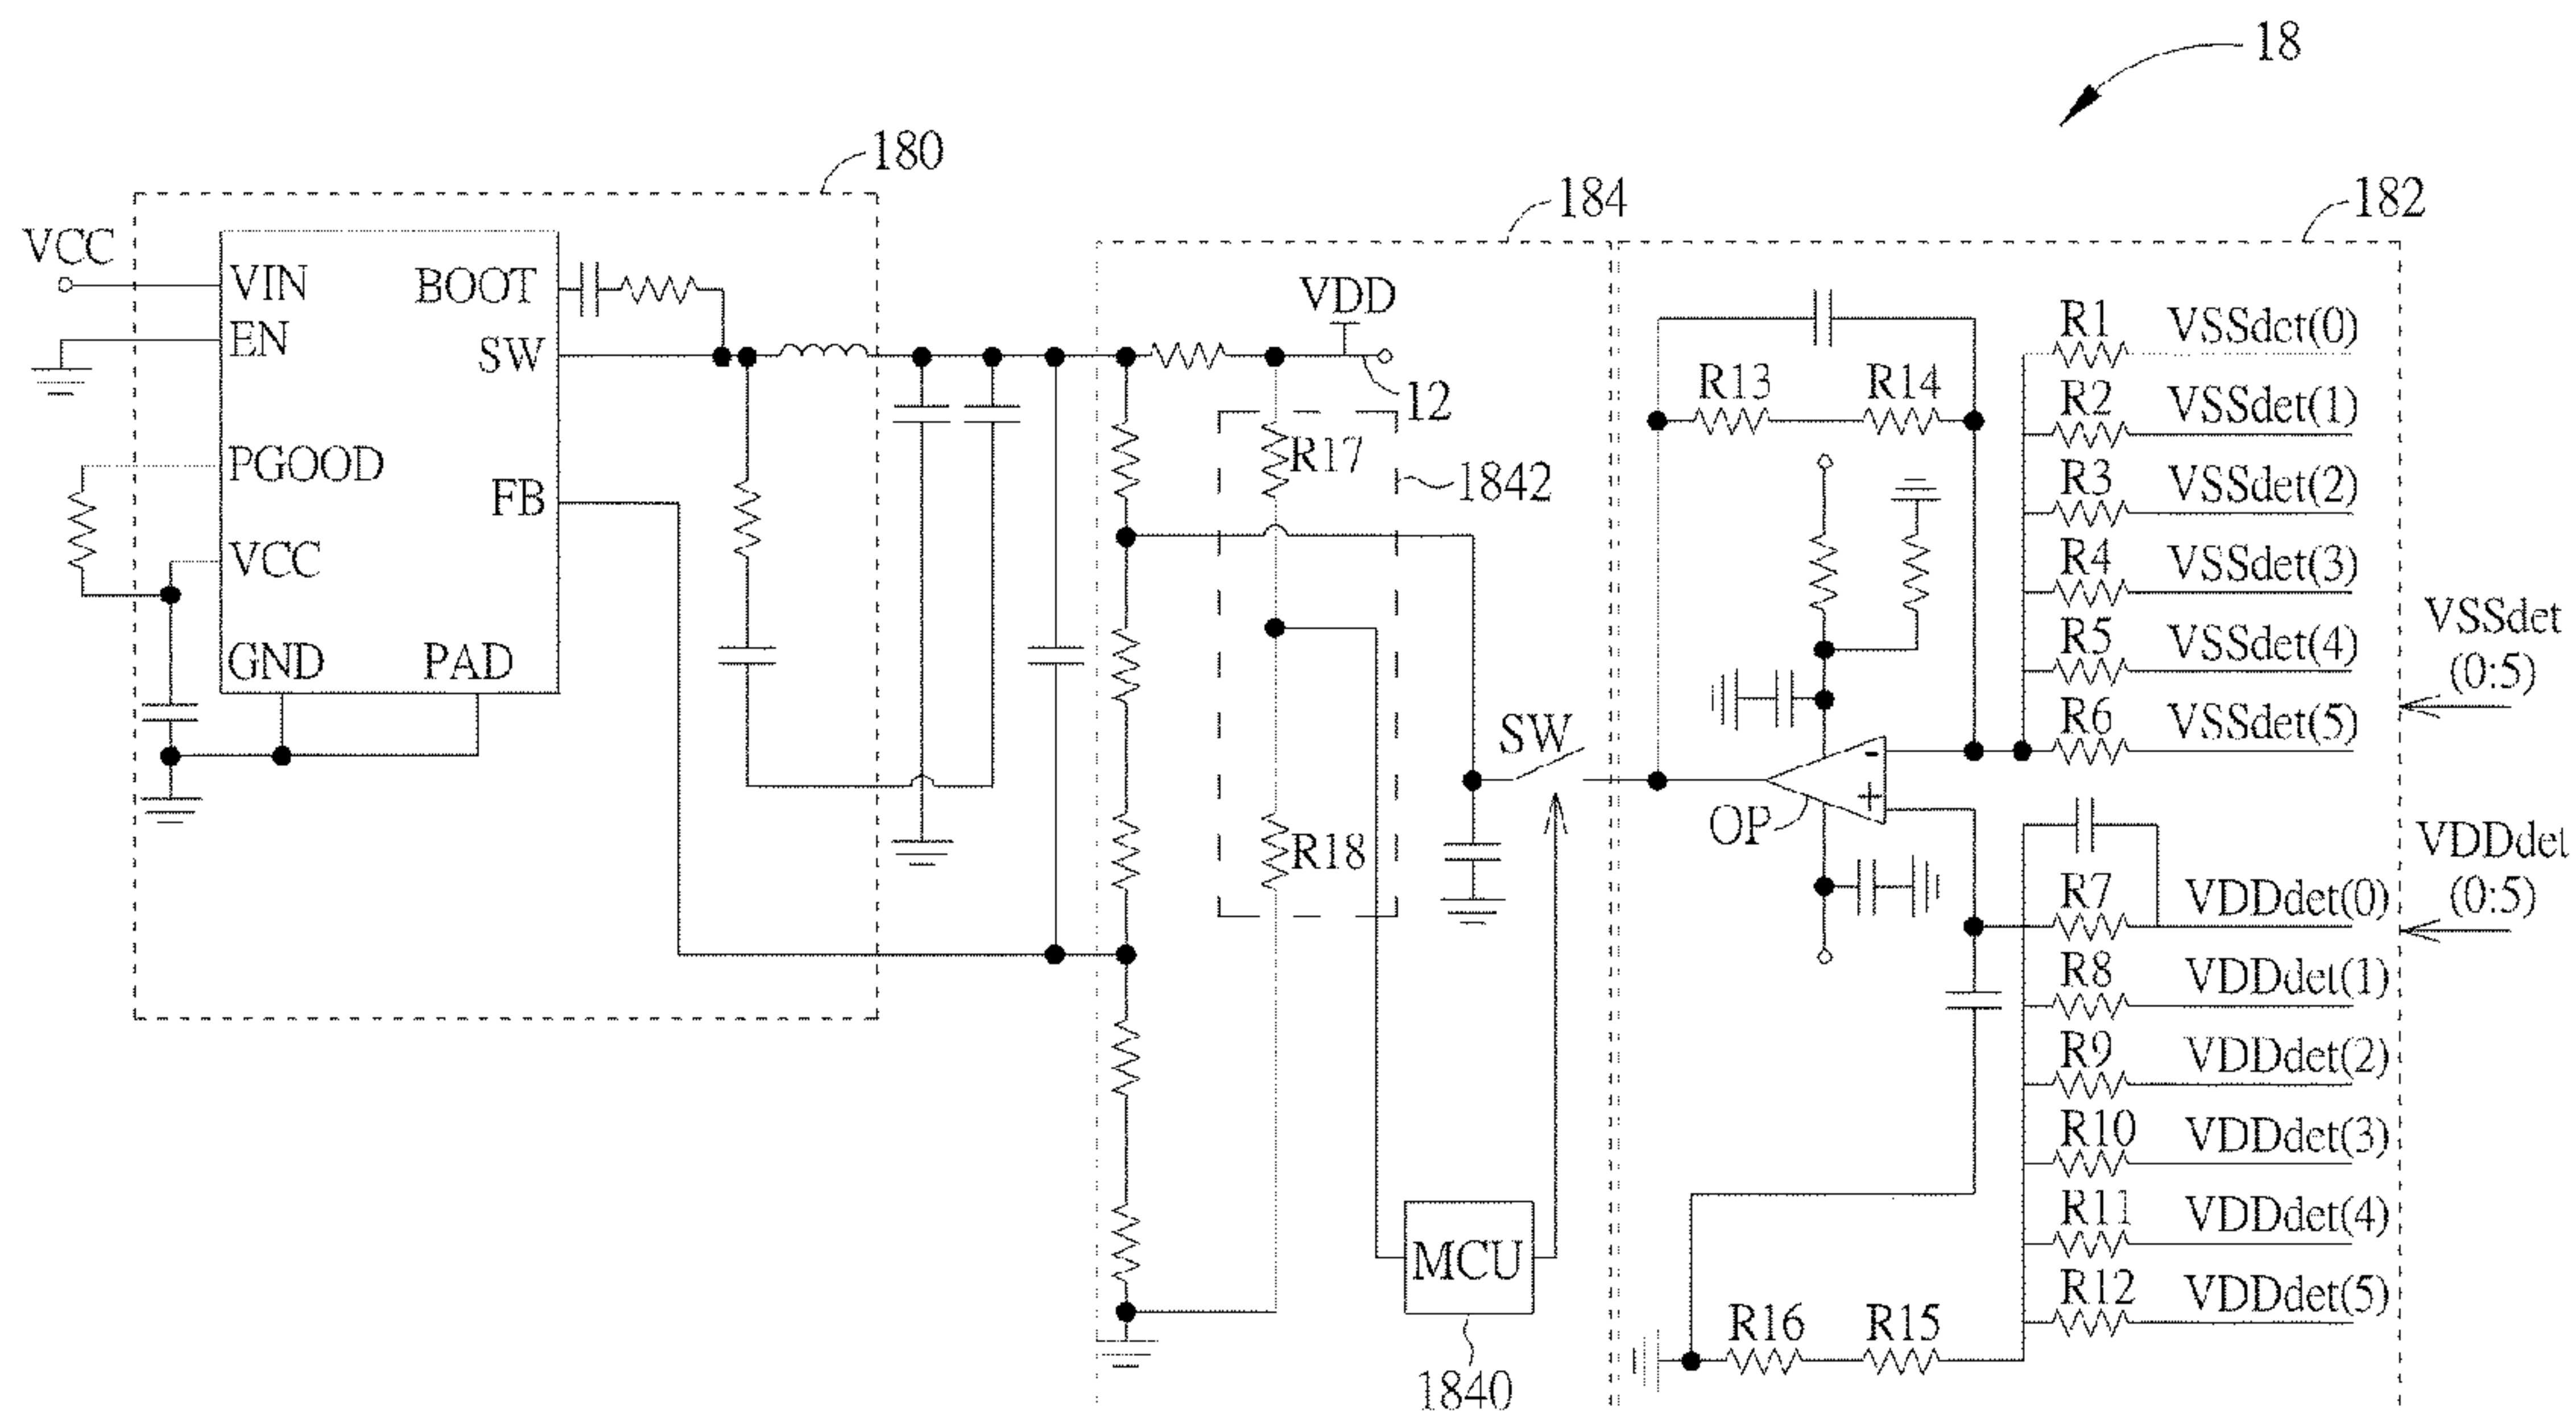 18
180
184
182
VCC
VIN
BOOT
EN
SW
PGOOD
FB
VCC
GND
PAD
VDD
12
R17
1842
R18
SW
MCU
1840
R13
R14
OP
-
+
R1 VSSdct(0)
R2 VSSdet(1)
R3 VSSdet(2)
R4 VSSdet(3)
R5 VSSdet(4)
R6 VSSdet(5)
VSSdet
(0:5)
VDDdet
(0:5)
R7 VDDdet(0)
R8 VDDdet(1)
R9 VDDdet(2)
R10 VDDdet(3)
R11 VDDdet(4)
R12 VDDdet(5)
R16
R15